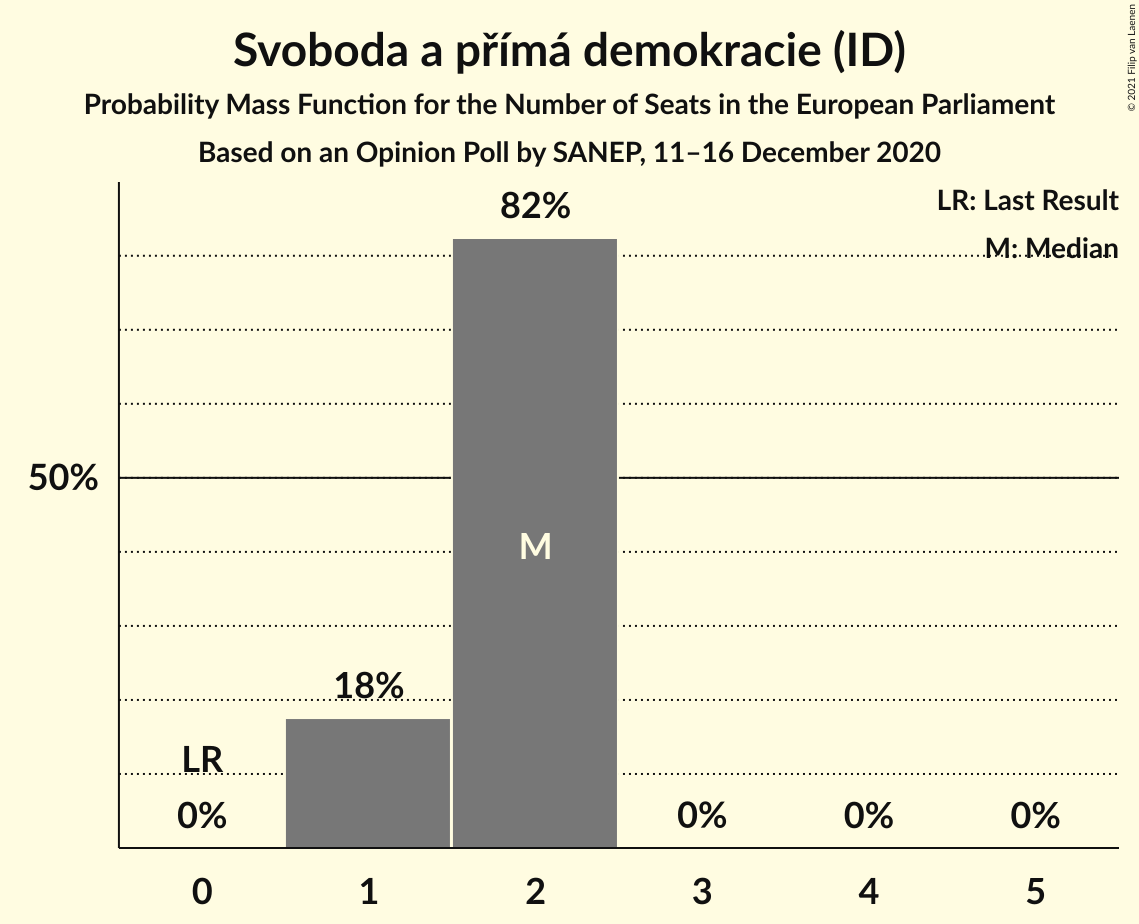 Svoboda a přímá demokracie (ID)
Probability Mass Function for the Number of Seats in the European Parliament
Based on an Opinion Poll by SANEP, 11–16 December 2020
© 2021 Filip van Laenen
LR: Last Result
M: Median
82%
50%
M
18%
LR
0%
0%
0%
0%
0
1
2
3
4
5